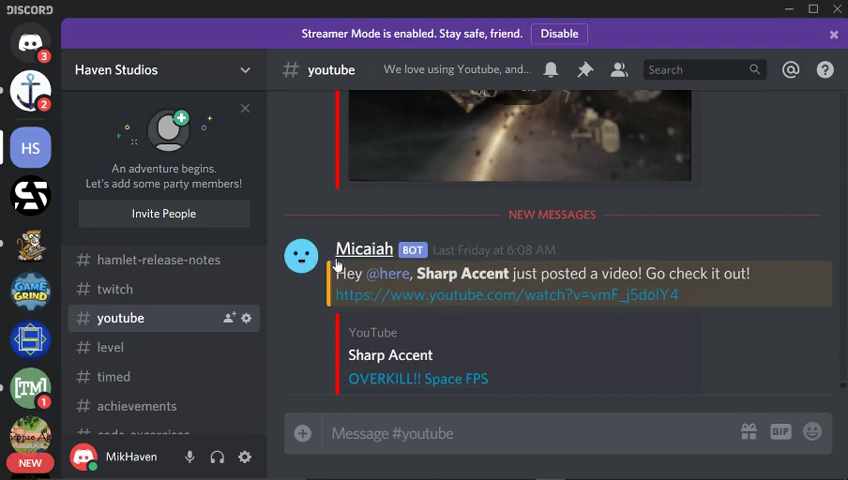 DISCORD
Streamer Mode is enabled. Stay safe, friend. Disable
3
2
HS
GAME
GRIND
[TM]
1
NEW
Haven Studios
An adventure begins.
Let's add some party members!
Invite People
hamlet-release-notes
# twitch
# youtube
# level
# timed
# achievements
MikHaven
# youtube We love using Youtube, and...
Search
NEW MESSAGES
Micaiah BOT Last Friday at 6:08 AM
Hey @here, Sharp Accent just posted a video! Go check it out!
https://www.youtube.com/watch?v=vmF_j5dolY4
YouTube
Sharp Accent
OVERKILL!! Space FPS
Message #youtube
GIF